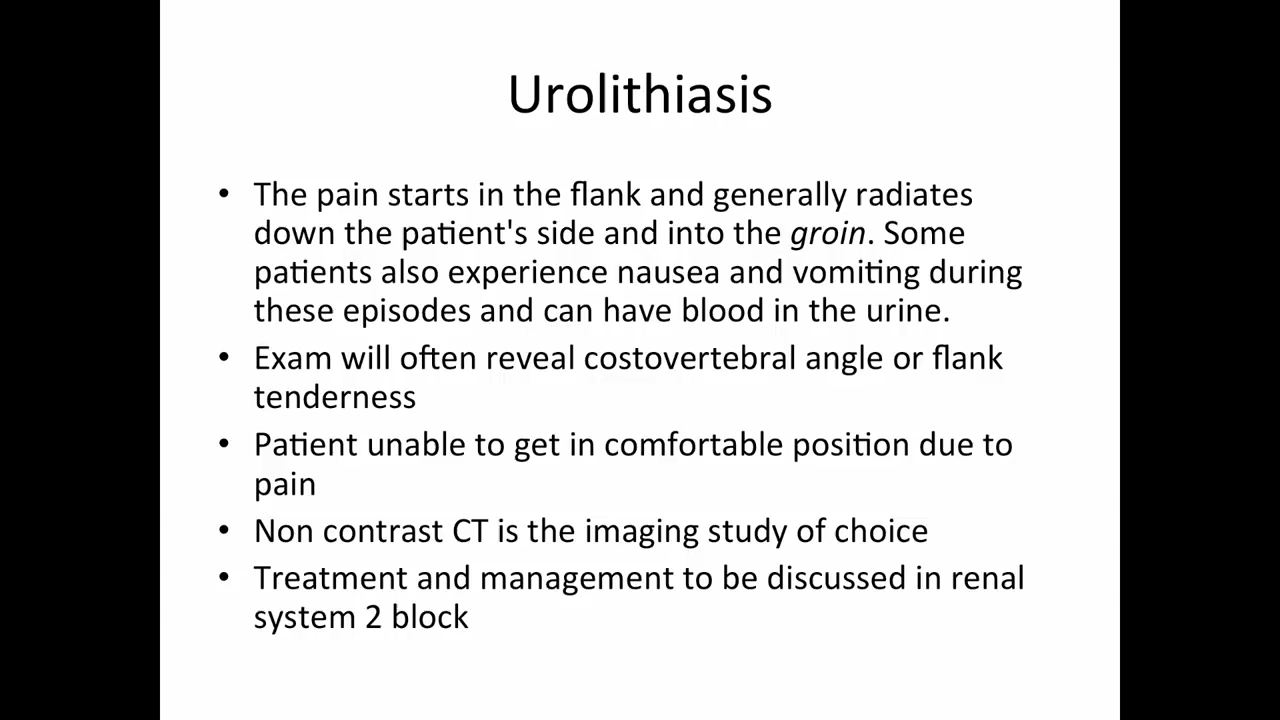 Urolithiasis
• The pain starts in the flank and generally radiates
down the patient's side and into the groin. Some
patients also experience nausea and vomiting during
these episodes and can have blood in the urine.
• Exam will often reveal costovertebral angle or flank
tenderness
• Patient unable to get in comfortable position due to
pain
• Non contrast CT is the imaging study of choice
• Treatment and management to be discussed in renal
system 2 block